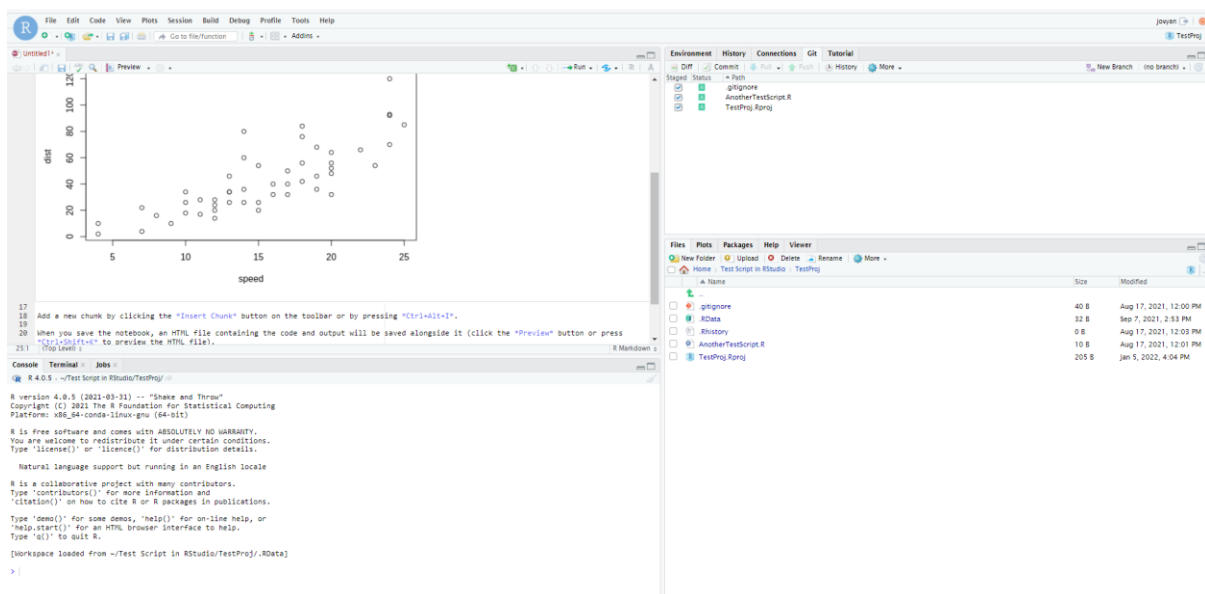 R File Edit Code View Plots Session Build Debug Profile Tools Help
jovyan
Go to file/function Addins
TestProj
Untitled1*
Preview Run
120
100
80
60
40
20
0
dist
5 10 15 20 25
speed
17
18 Add a new chunk by clicking the *Insert Chunk* button on the toolbar or by pressing *Ctrl+Alt+I*.
19
20 When you save the notebook, an HTML file containing the code and output will be saved alongside it (click the *Preview* button or press
*Ctrl+Shift+K* to preview the HTML file).
25:1 (Top Level) R Markdown
Console Terminal Jobs
R 4.0.5 · ~/Test Script in RStudio/TestProj/
R version 4.0.5 (2021-03-31) -- "Shake and Throw"
Copyright (C) 2021 The R Foundation for Statistical Computing
Platform: x86_64-conda-linux-gnu (64-bit)
R is free software and comes with ABSOLUTELY NO WARRANTY.
You are welcome to redistribute it under certain conditions.
Type 'license()' or 'licence()' for distribution details.
Natural language support but running in an English locale
R is a collaborative project with many contributors.
Type 'contributors()' for more information and
'citation()' on how to cite R or R packages in publications.
Type 'demo()' for some demos, 'help()' for on-line help, or
'help.start()' for an HTML browser interface to help.
Type 'q()' to quit R.
[Workspace loaded from ~/Test Script in RStudio/TestProj/.RData]
>
Environment History Connections Git Tutorial
Diff Commit Pull Push History More New Branch (no branch)
Staged Status Path
A .gitignore
A AnotherTestScript.R
A TestProj.Rproj
Files Plots Packages Help Viewer
New Folder Upload Delete Rename More
Home Test Script in RStudio TestProj
Name Size Modified
..
.gitignore 40 B Aug 17, 2021, 12:00 PM
.RData 32 B Sep 7, 2021, 2:53 PM
.Rhistory 0 B Aug 17, 2021, 12:03 PM
AnotherTestScript.R 10 B Aug 17, 2021, 12:01 PM
TestProj.Rproj 205 B Jan 5, 2022, 4:04 PM